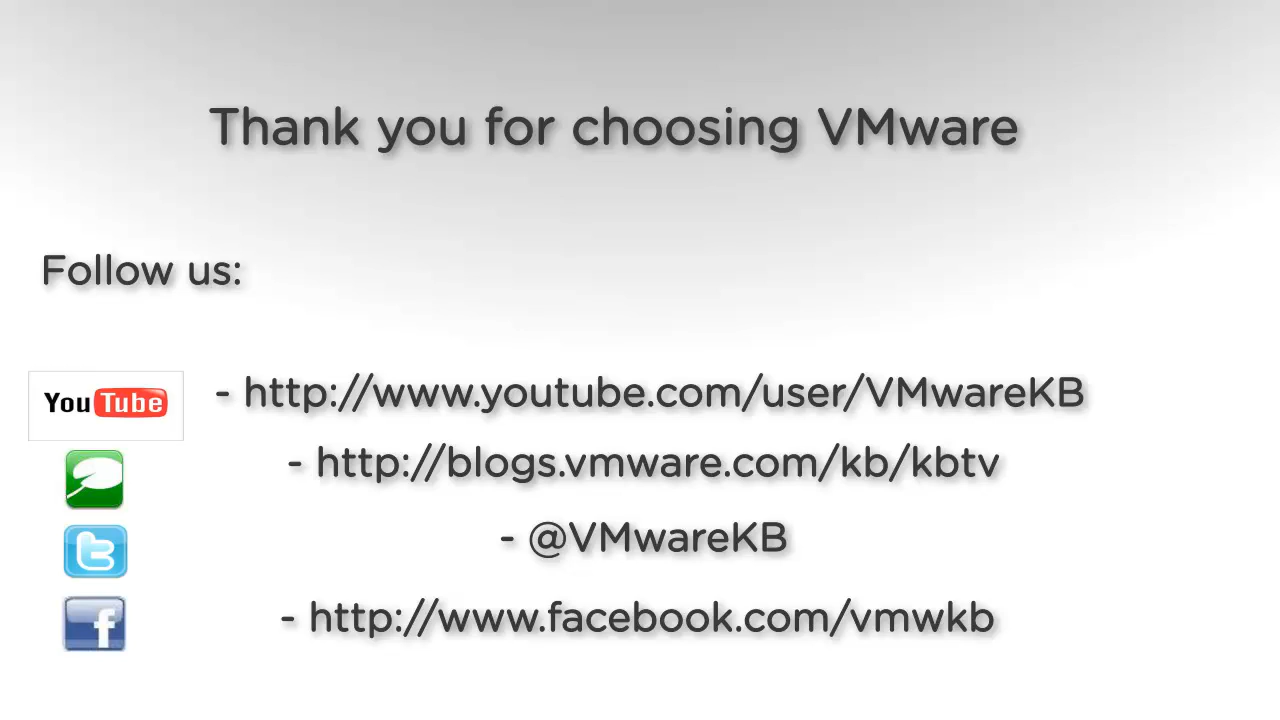 Thank you for choosing VMware
Follow us:
YouTube - http://www.youtube.com/user/VMwareKB
- http://blogs.vmware.com/kb/kbtv
- @VMwareKB
- http://www.facebook.com/vmwkb